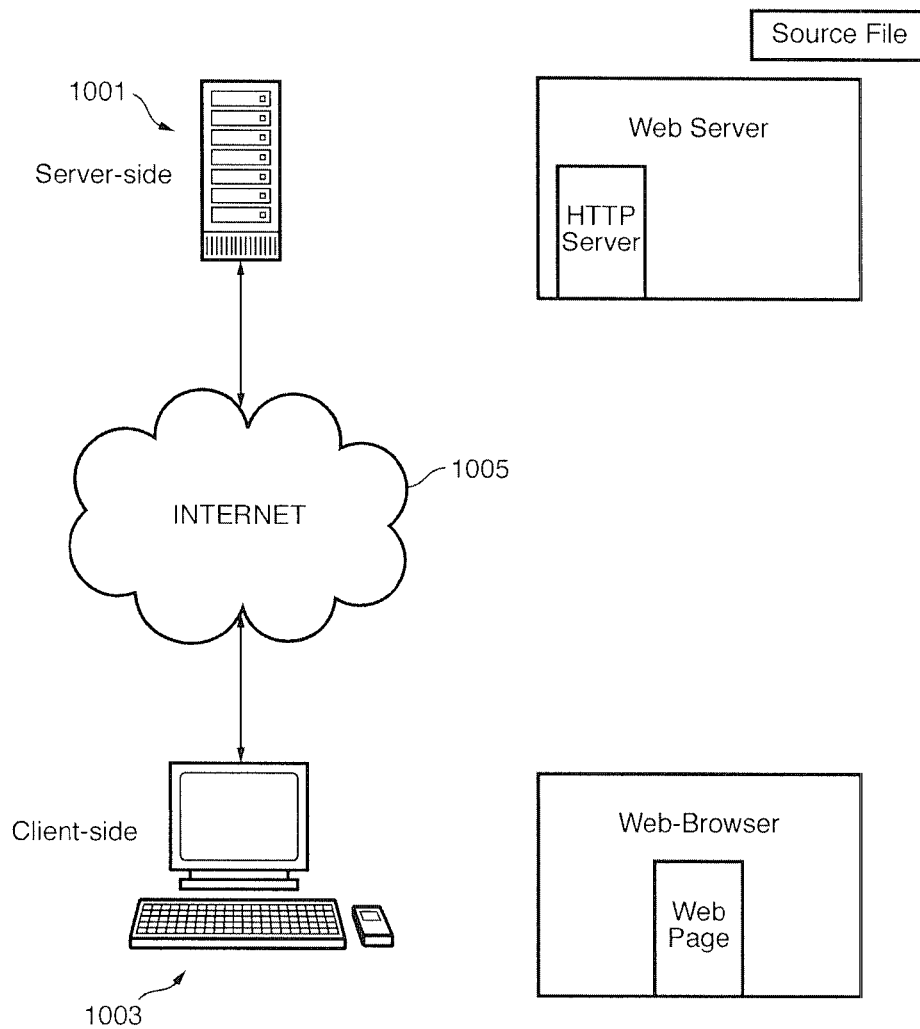 Source File
1001
Server-side
Web Server
HTTP
Server
1005
INTERNET
Client-side
Web-Browser
Web
Page
1003